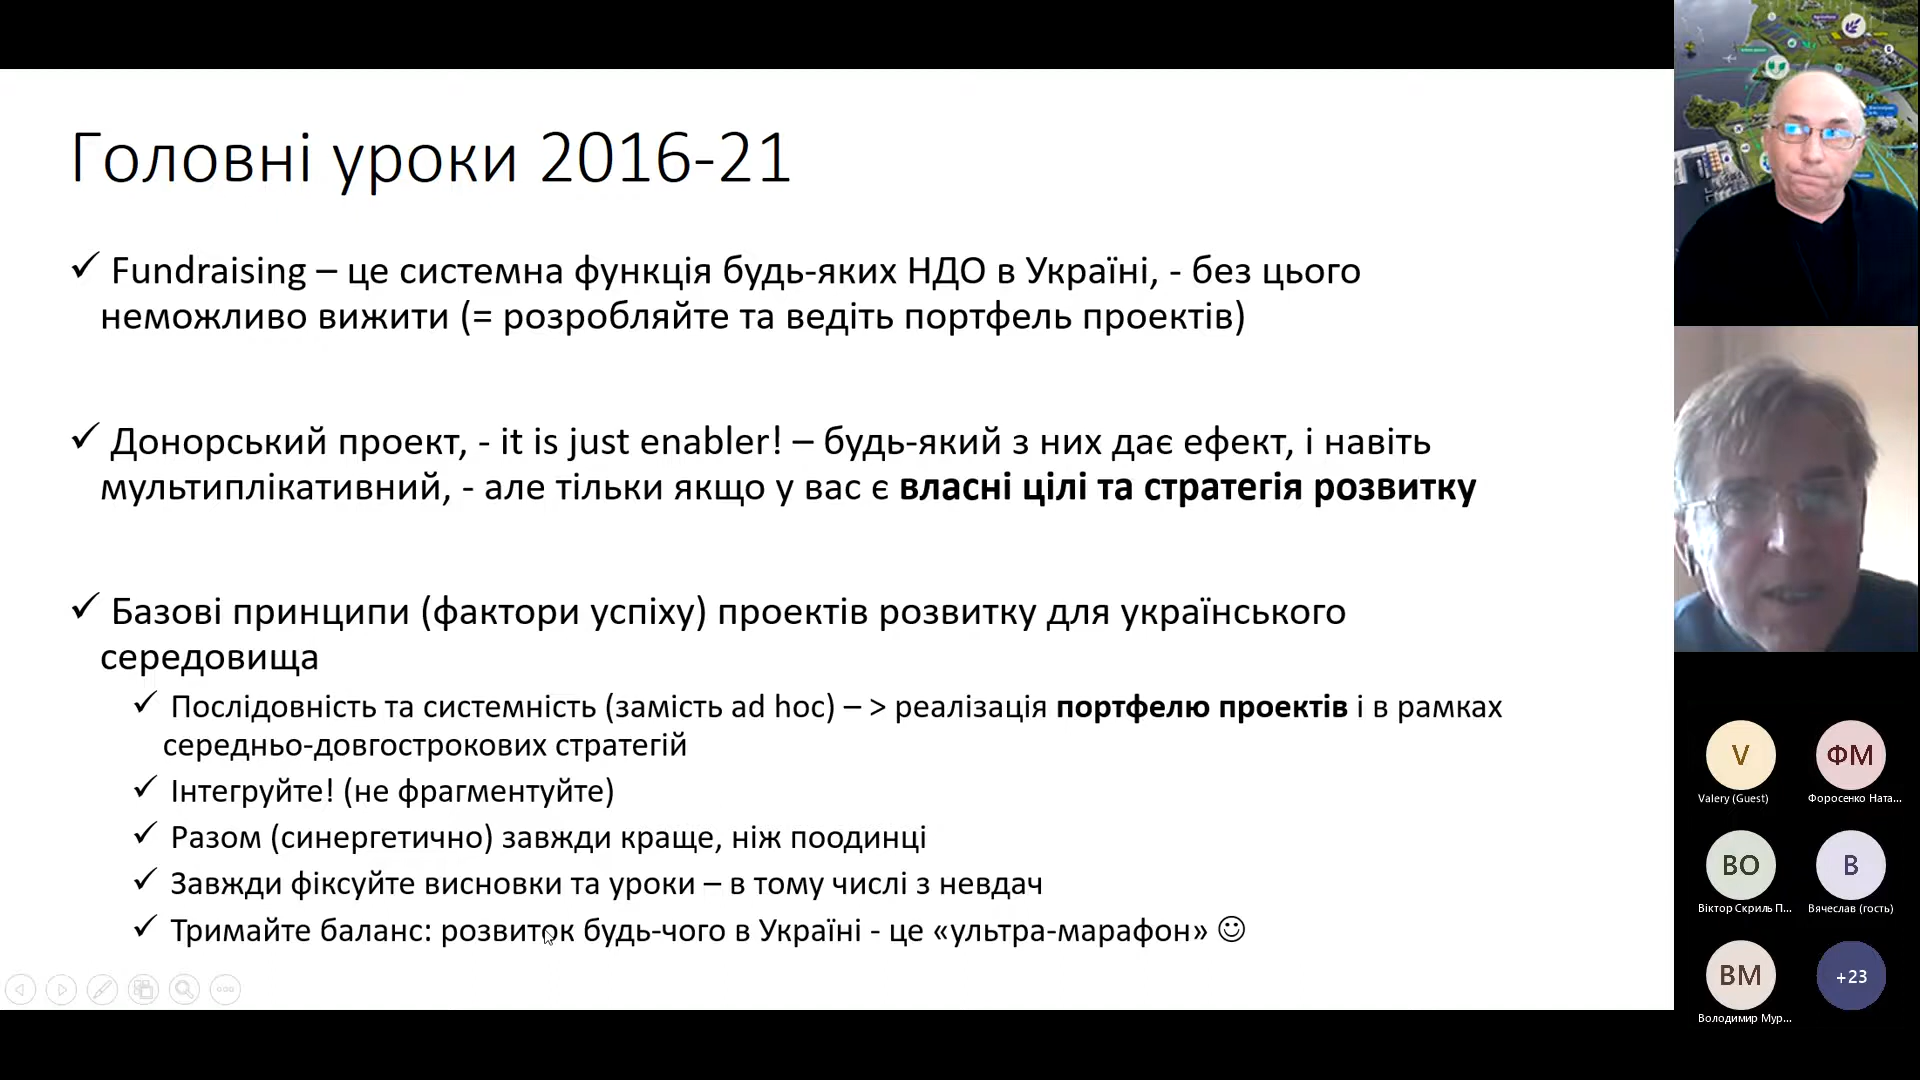 Головні уроки 2016-21
✓ Fundraising – це системна функція будь-яких НДО в Україні, - без цього
неможливо вижити (= розробляйте та ведіть портфель проектів)
✓ Донорський проект, - it is just enabler! – будь-який з них дає ефект, і навіть
мультиплікативний, - але тільки якщо у вас є власні цілі та стратегія розвитку
✓ Базові принципи (фактори успіху) проектів розвитку для українського
середовища
✓ Послідовність та системність (замість ad hoc) – > реалізація портфелю проектів і в рамках
середньо-довгострокових стратегій
✓ Інтегруйте! (не фрагментуйте)
✓ Разом (синергетично) завжди краще, ніж поодинці
✓ Завжди фіксуйте висновки та уроки – в тому числі з невдач
✓ Тримайте баланс: розвиток будь-чого в Україні - це «ультра-марафон» ☺
V
Valery (Guest)
ФМ
Форосенко Ната...
ВО
Віктор Скриль П...
В
Вячеслав (гость)
ВМ
Володимир Мур...
+23